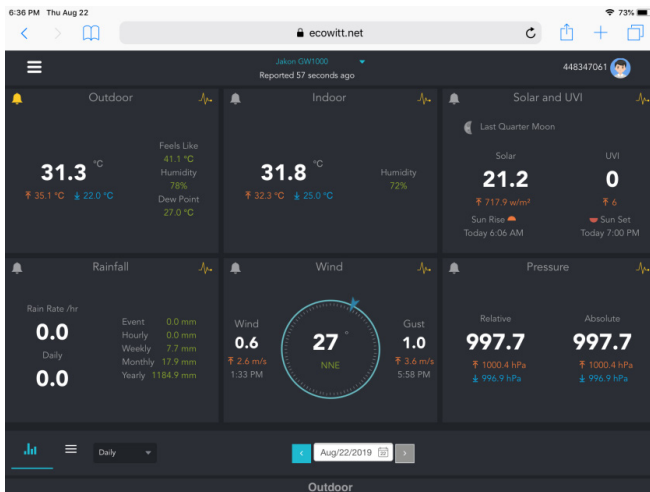 6:36 PM Thu Aug 22
73%
ecowitt.net
Jakon GW1000
Reported 57 seconds ago
448347061
Outdoor
31.3 °C
35.1 °C 22.0 °C
Feels Like
41.1 °C
Humidity
78%
Dew Point
27.0 °C
Indoor
31.8 °C
32.3 °C 25.0 °C
Humidity
72%
Solar and UVI
Last Quarter Moon
Solar
21.2
717.9 w/m²
UVI
0
6
Sun Rise
Today 6:06 AM
Sun Set
Today 7:00 PM
Rainfall
Rain Rate /hr
0.0
Daily
0.0
Event 0.0 mm
Hourly 0.0 mm
Weekly 7.7 mm
Monthly 17.9 mm
Yearly 1184.9 mm
Wind
Wind
0.6
2.6 m/s
1:33 PM
27 °
NNE
Gust
1.0
3.6 m/s
5:58 PM
Pressure
Relative
997.7
1000.4 hPa
996.9 hPa
Absolute
997.7
1000.4 hPa
996.9 hPa
Daily
Aug/22/2019
Outdoor